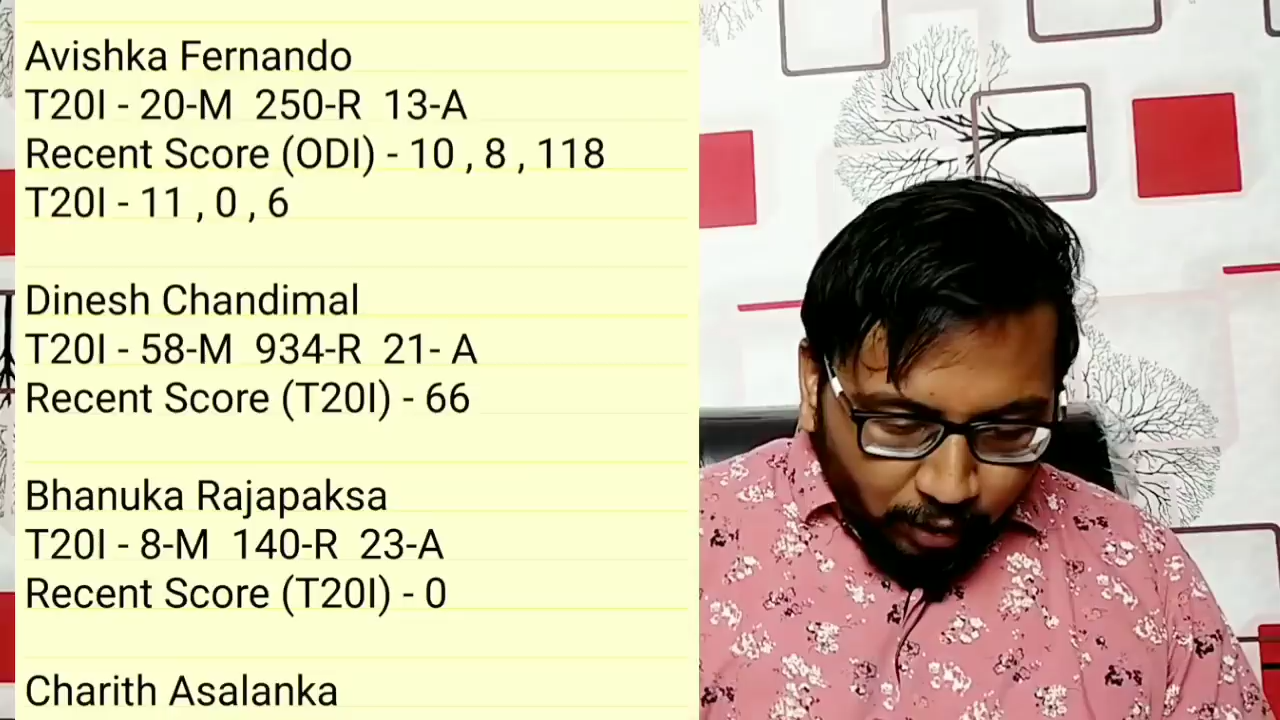 Avishka Fernando
T20I - 20-M 250-R 13-A
Recent Score (ODI) - 10 , 8 , 118
T20I - 11 , 0 , 6
Dinesh Chandimal
T20I - 58-M 934-R 21- A
Recent Score (T20I) - 66
Bhanuka Rajapaksa
T20I - 8-M 140-R 23-A
Recent Score (T20I) - 0
Charith Asalanka